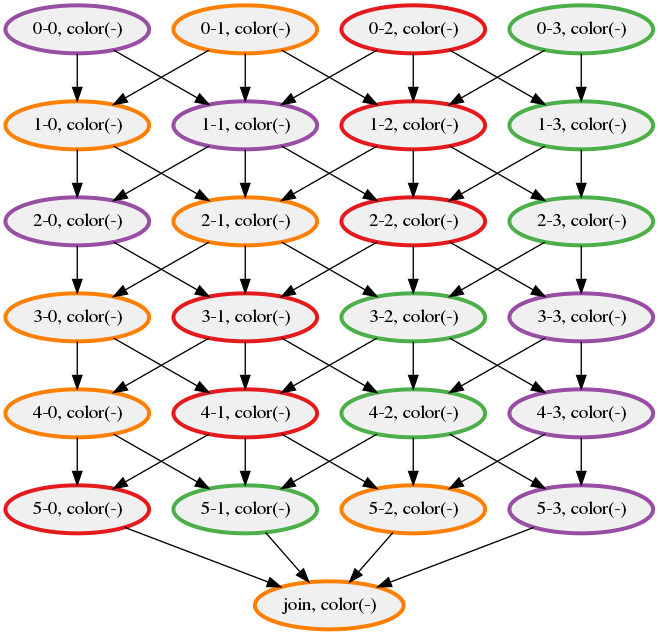 0-0, color(-)
0-1, color(-)
0-2, color(-)
0-3, color(-)
1-0, color(-)
1-1, color(-)
1-2, color(-)
1-3, color(-)
2-0, color(-)
2-1, color(-)
2-2, color(-)
2-3, color(-)
3-0, color(-)
3-1, color(-)
3-2, color(-)
3-3, color(-)
4-0, color(-)
4-1, color(-)
4-2, color(-)
4-3, color(-)
5-0, color(-)
5-1, color(-)
5-2, color(-)
5-3, color(-)
join, color(-)